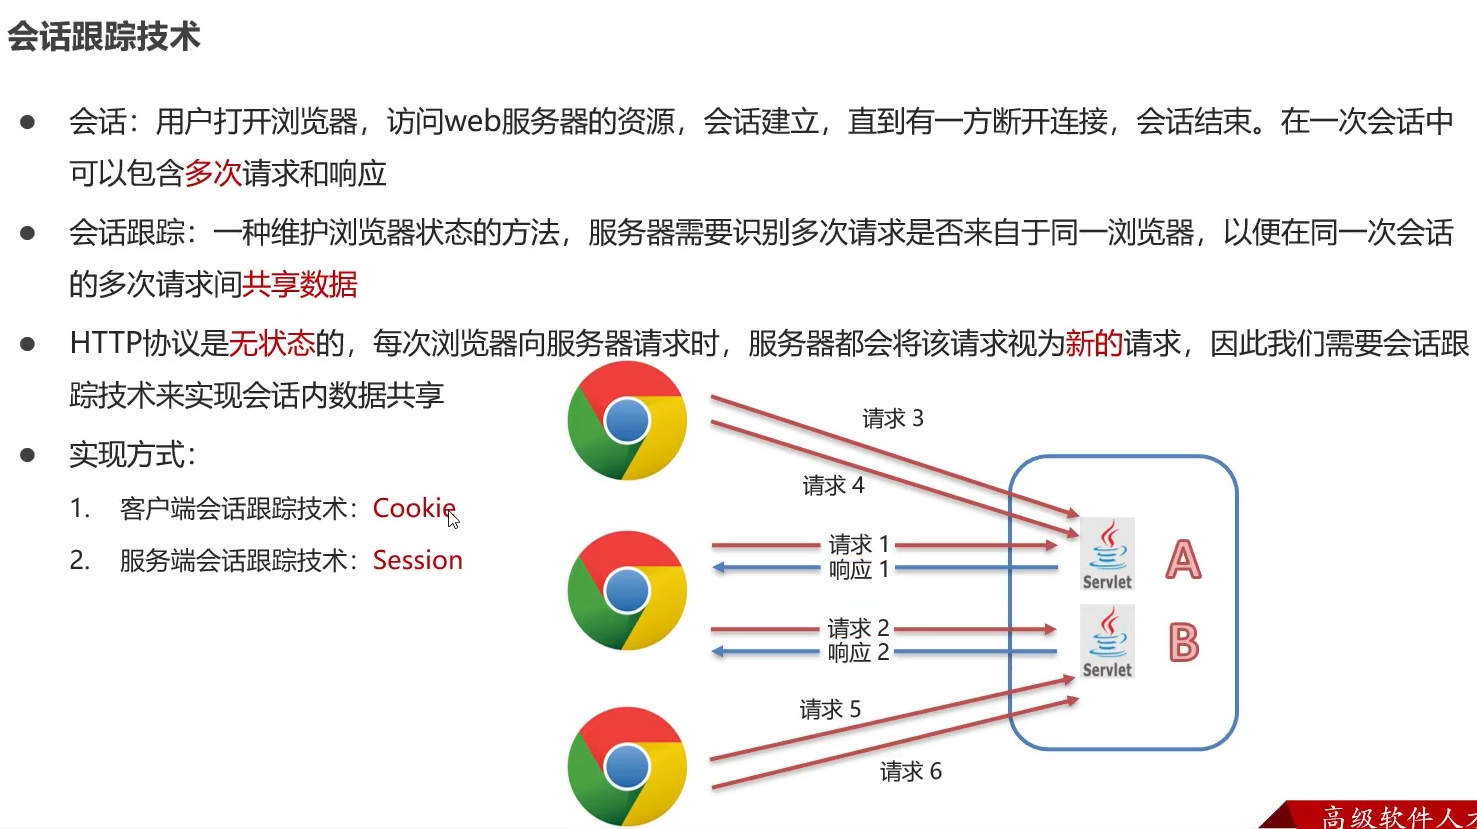 会话跟踪技术
● 会话：用户打开浏览器，访问web服务器的资源，会话建立，直到有一方断开连接，会话结束。在一次会话中
可以包含多次请求和响应
● 会话跟踪：一种维护浏览器状态的方法，服务器需要识别多次请求是否来自于同一浏览器，以便在同一次会话
的多次请求间共享数据
● HTTP协议是无状态的，每次浏览器向服务器请求时，服务器都会将该请求视为新的请求，因此我们需要会话跟
踪技术来实现会话内数据共享
● 实现方式：
1. 客户端会话跟踪技术：Cookie
2. 服务端会话跟踪技术：Session
请求 3
请求 4
请求 1
响应 1
Servlet
A
请求 2
响应 2
Servlet
B
请求 5
请求 6
高级软件人